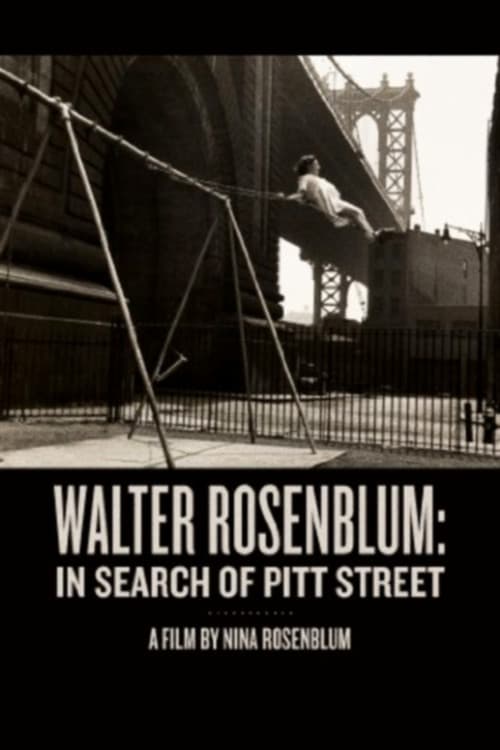 WALTER ROSENBLUM:
IN SEARCH OF PITT STREET
A FILM BY NINA ROSENBLUM